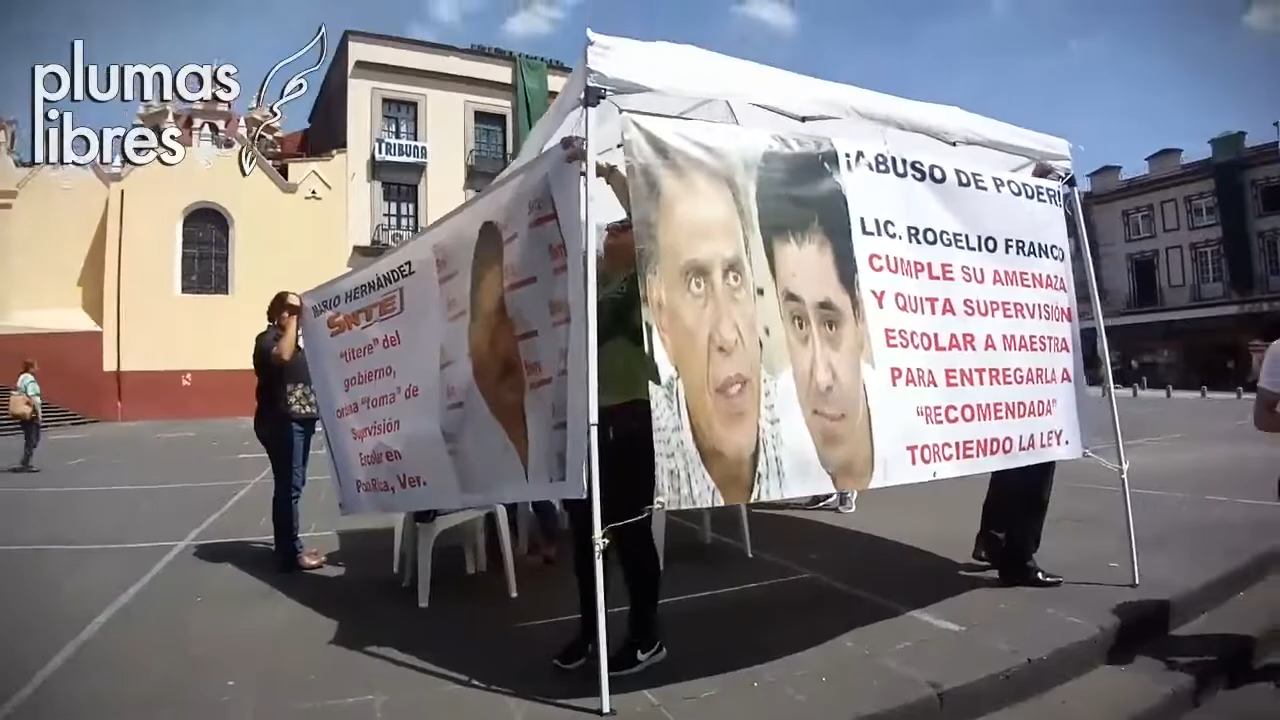 plumas
libres
TRIBUNA
MARIO HERNÁNDEZ
SNTE
"títere" del
gobierno,
ordena "toma" de
Supervisión
Escolar en
Poza Rica, Ver.
¡ABUSO DE PODER!
LIC. ROGELIO FRANCO
CUMPLE SU AMENAZA
Y QUITA SUPERVISIÓN
ESCOLAR A MAESTRA
PARA ENTREGARLA A
"RECOMENDADA"
TORCIENDO LA LEY.